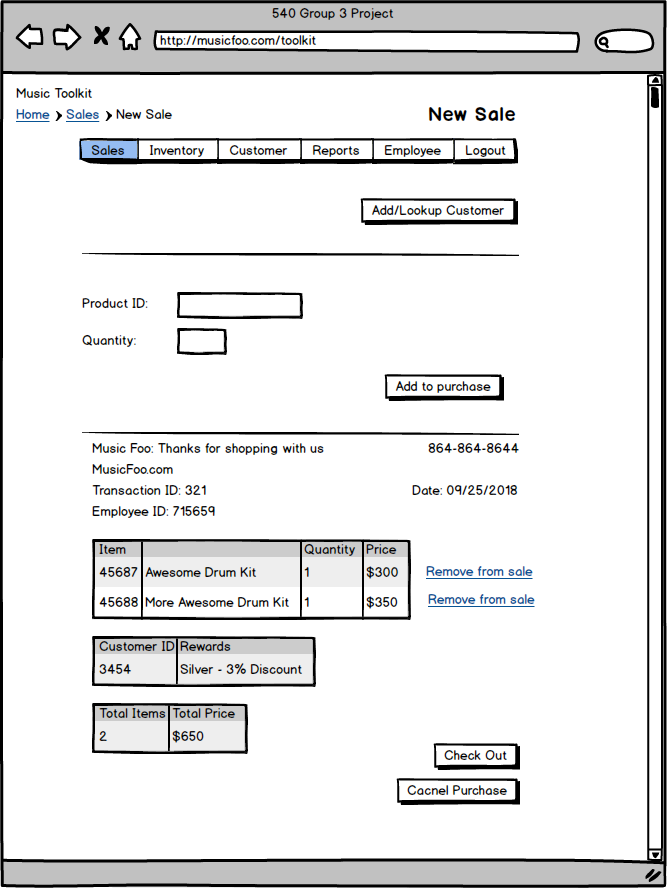 540 Group 3 Project
http://musicfoo.com/toolkit
Music Toolkit
Home Sales New Sale
New Sale
Sales Inventory Customer Reports Employee Logout
Add/Lookup Customer
Product ID:
Quantity:
Add to purchase
Music Foo: Thanks for shopping with us 864-864-8644
MusicFoo.com
Transaction ID: 321 Date: 09/25/2018
Employee ID: 715659
Item Quantity Price
45687 Awesome Drum Kit 1 $300 Remove from sale
45688 More Awesome Drum Kit 1 $350 Remove from sale
Customer ID Rewards
3454 Silver - 3% Discount
Total Items Total Price
2 $650
Check Out
Cacnel Purchase